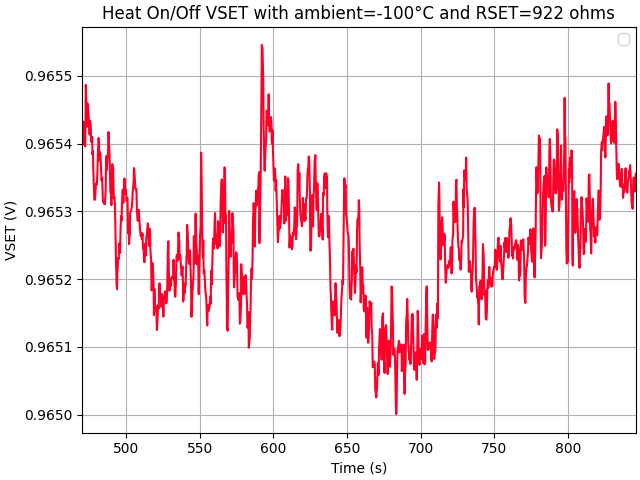 Heat On/Off VSET with ambient=-100°C and RSET=922 ohms
0.9655
0.9654
0.9653
0.9652
0.9651
0.9650
VSET (V)
500 550 600 650 700 750 800
Time (s)